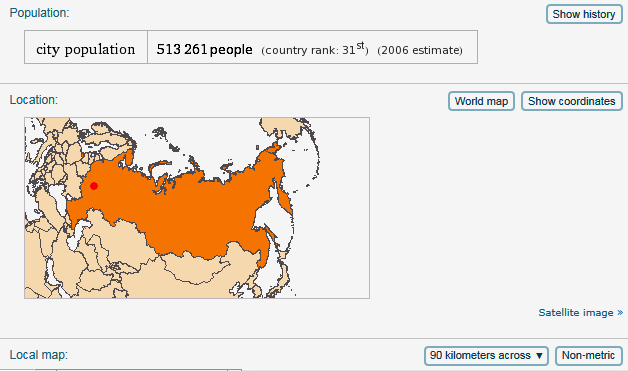 Population:
Show history
city population 513 261 people (country rank: 31st) (2006 estimate)
Location:
World map Show coordinates
Satellite image »
Local map:
90 kilometers across ▼ Non-metric